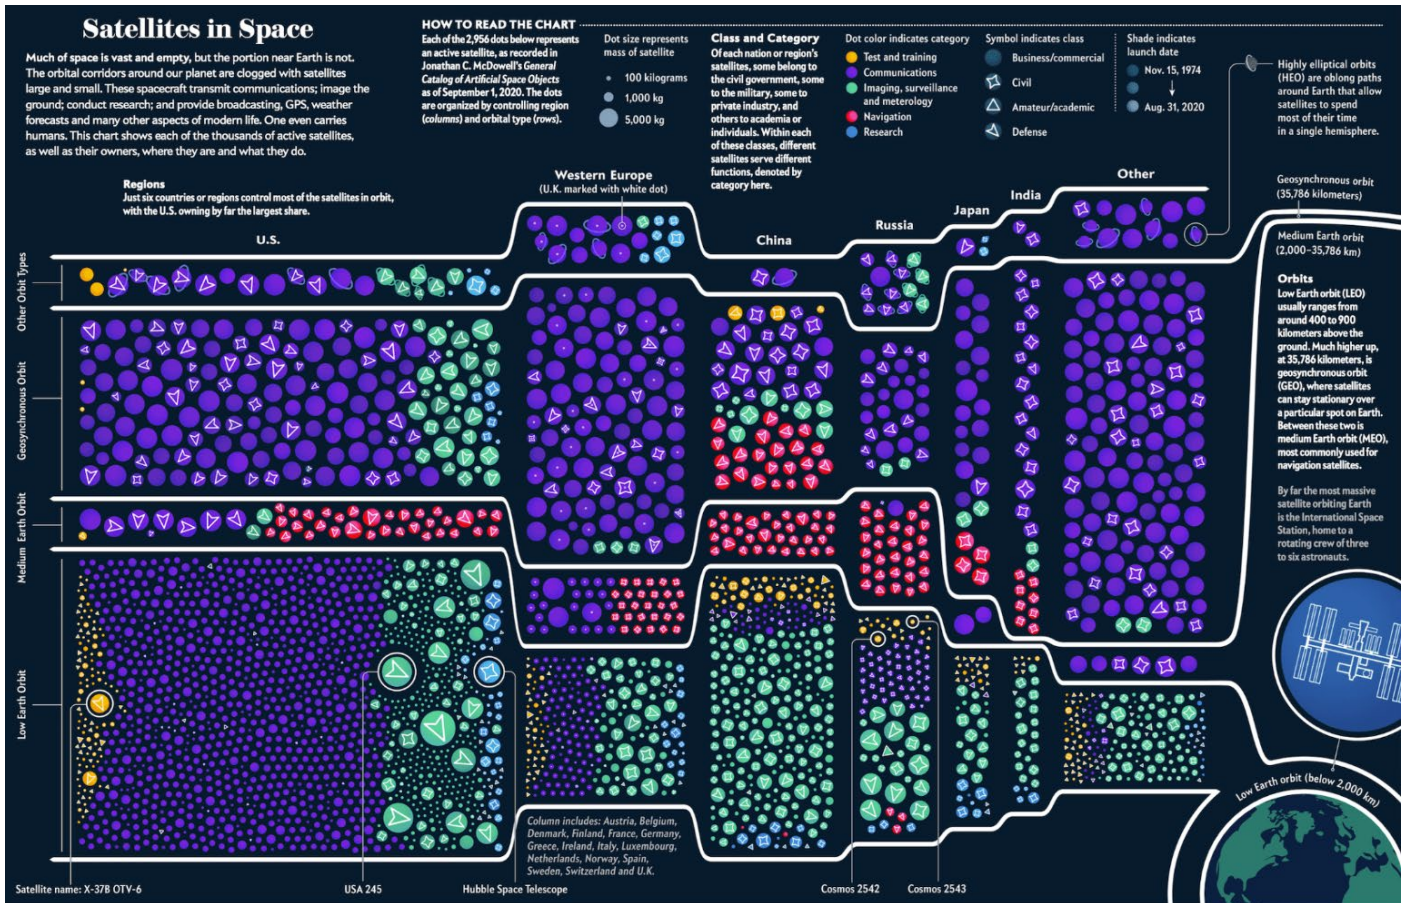 Satellites in Space
Much of space is vast and empty, but the portion near Earth is not.
The orbital corridors around our planet are clogged with satellites
large and small. These spacecraft transmit communications; image the
ground; conduct research; and provide broadcasting, GPS, weather
forecasts and many other aspects of modern life. One even carries
humans. This chart shows each of the thousands of active satellites,
as well as their owners, where they are and what they do.
HOW TO READ THE CHART
Each of the 2,956 dots below represents
an active satellite, as recorded in
Jonathan C. McDowell's General
Catalog of Artificial Space Objects
as of September 1, 2020. The dots
are organized by controlling region
(columns) and orbital type (rows).
Dot size represents
mass of satellite
100 kilograms
1,000 kg
5,000 kg
Class and Category
Of each nation or region's
satellites, some belong to
the civil government, some
to the military, some to
private industry, and
others to academia or
individuals. Within each
of these classes, different
satellites serve different
functions, denoted by
category here.
Dot color indicates category
Test and training
Communications
Imaging, surveillance
and meterology
Navigation
Research
Symbol indicates class
Business/commercial
Civil
Amateur/academic
Defense
Shade indicates
launch date
Nov. 15, 1974
Aug. 31, 2020
Highly elliptical orbits
(HEO) are oblong paths
around Earth that allow
satellites to spend
most of their time
in a single hemisphere.
Regions
Just six countries or regions control most of the satellites in orbit,
with the U.S. owning by far the largest share.
U.S.
Western Europe
(U.K. marked with white dot)
China
Russia
Japan
India
Other
Geosynchronous orbit
(35,786 kilometers)
Medium Earth orbit
(2,000–35,786 km)
Orbits
Low Earth orbit (LEO)
usually ranges from
around 400 to 900
kilometers above the
ground. Much higher up,
at 35,786 kilometers, is
geosynchronous orbit
(GEO), where satellites
can stay stationary over
a particular spot on Earth.
Between these two is
medium Earth orbit (MEO),
most commonly used for
navigation satellites.
By far the most massive
satellite orbiting Earth
is the International Space
Station, home to a
rotating crew of three
to six astronauts.
Other Orbit Types
Geosynchronous Orbit
Medium Earth Orbit
Low Earth Orbit
Low Earth orbit (below 2,000 km)
Column includes: Austria, Belgium,
Denmark, Finland, France, Germany,
Greece, Ireland, Italy, Luxembourg,
Netherlands, Norway, Spain,
Sweden, Switzerland and U.K.
Satellite name: X-37B OTV-6
USA 245
Hubble Space Telescope
Cosmos 2542
Cosmos 2543